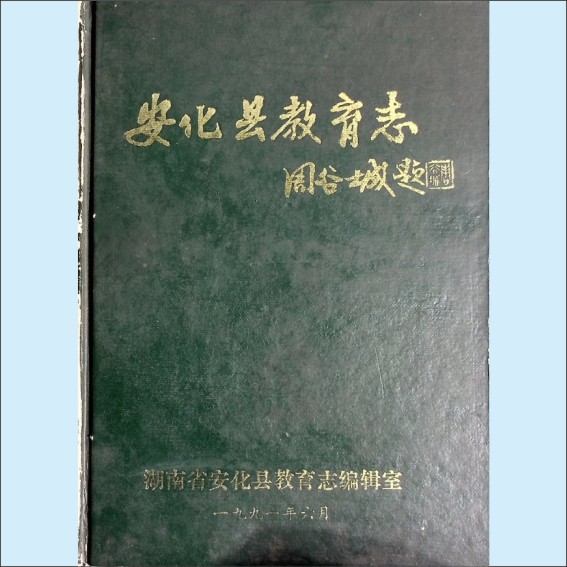 安化县教育志
周谷城题
湖南省安化县教育志编辑室
一九九一年六月